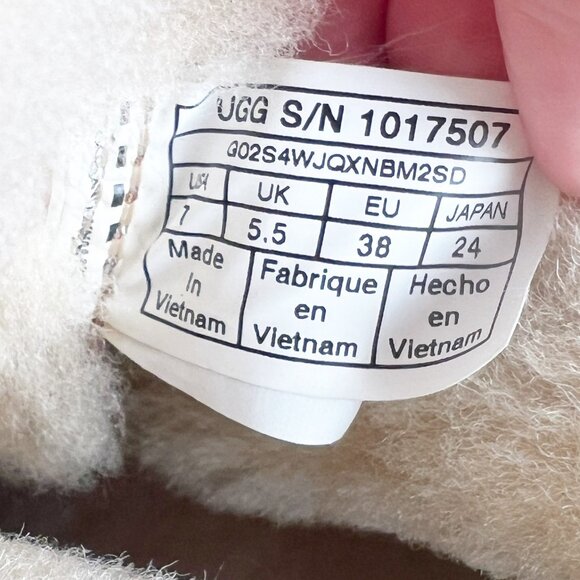 UGG S/N 1017507
G02S4WJQXNBM2SD
USA UK EU JAPAN
7 5.5 38 24
Made in Vietnam
Fabrique en Vietnam
Hecho en Vietnam